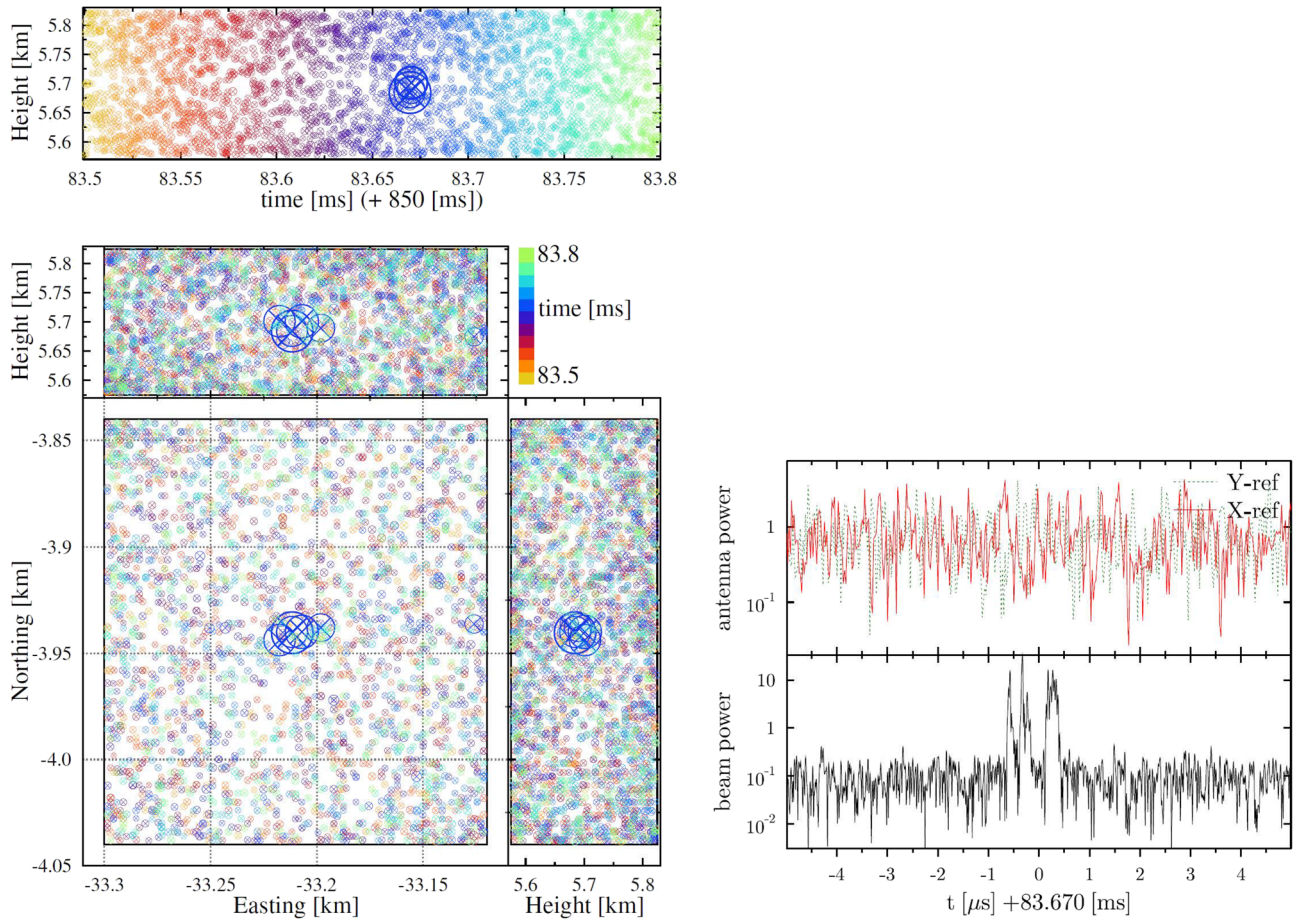 Height [km]
5.8
5.75
5.7
5.65
5.6
83.5 83.55 83.6 83.65 83.7 83.75 83.8
time [ms] (+ 850 [ms])
Height [km]
5.8
5.75
5.7
5.65
5.6
83.8
time [ms]
83.5
Northing [km]
-3.85
-3.9
-3.95
-4.0
-4.05
-33.3 -33.25 -33.2 -33.15
Easting [km]
5.6 5.7 5.8
Height [km]
antenna power
1
10^-1
Y-ref
X-ref
beam power
10
1
10^-1
10^-2
-4 -3 -2 -1 0 1 2 3 4
t [μs] +83.670 [ms]